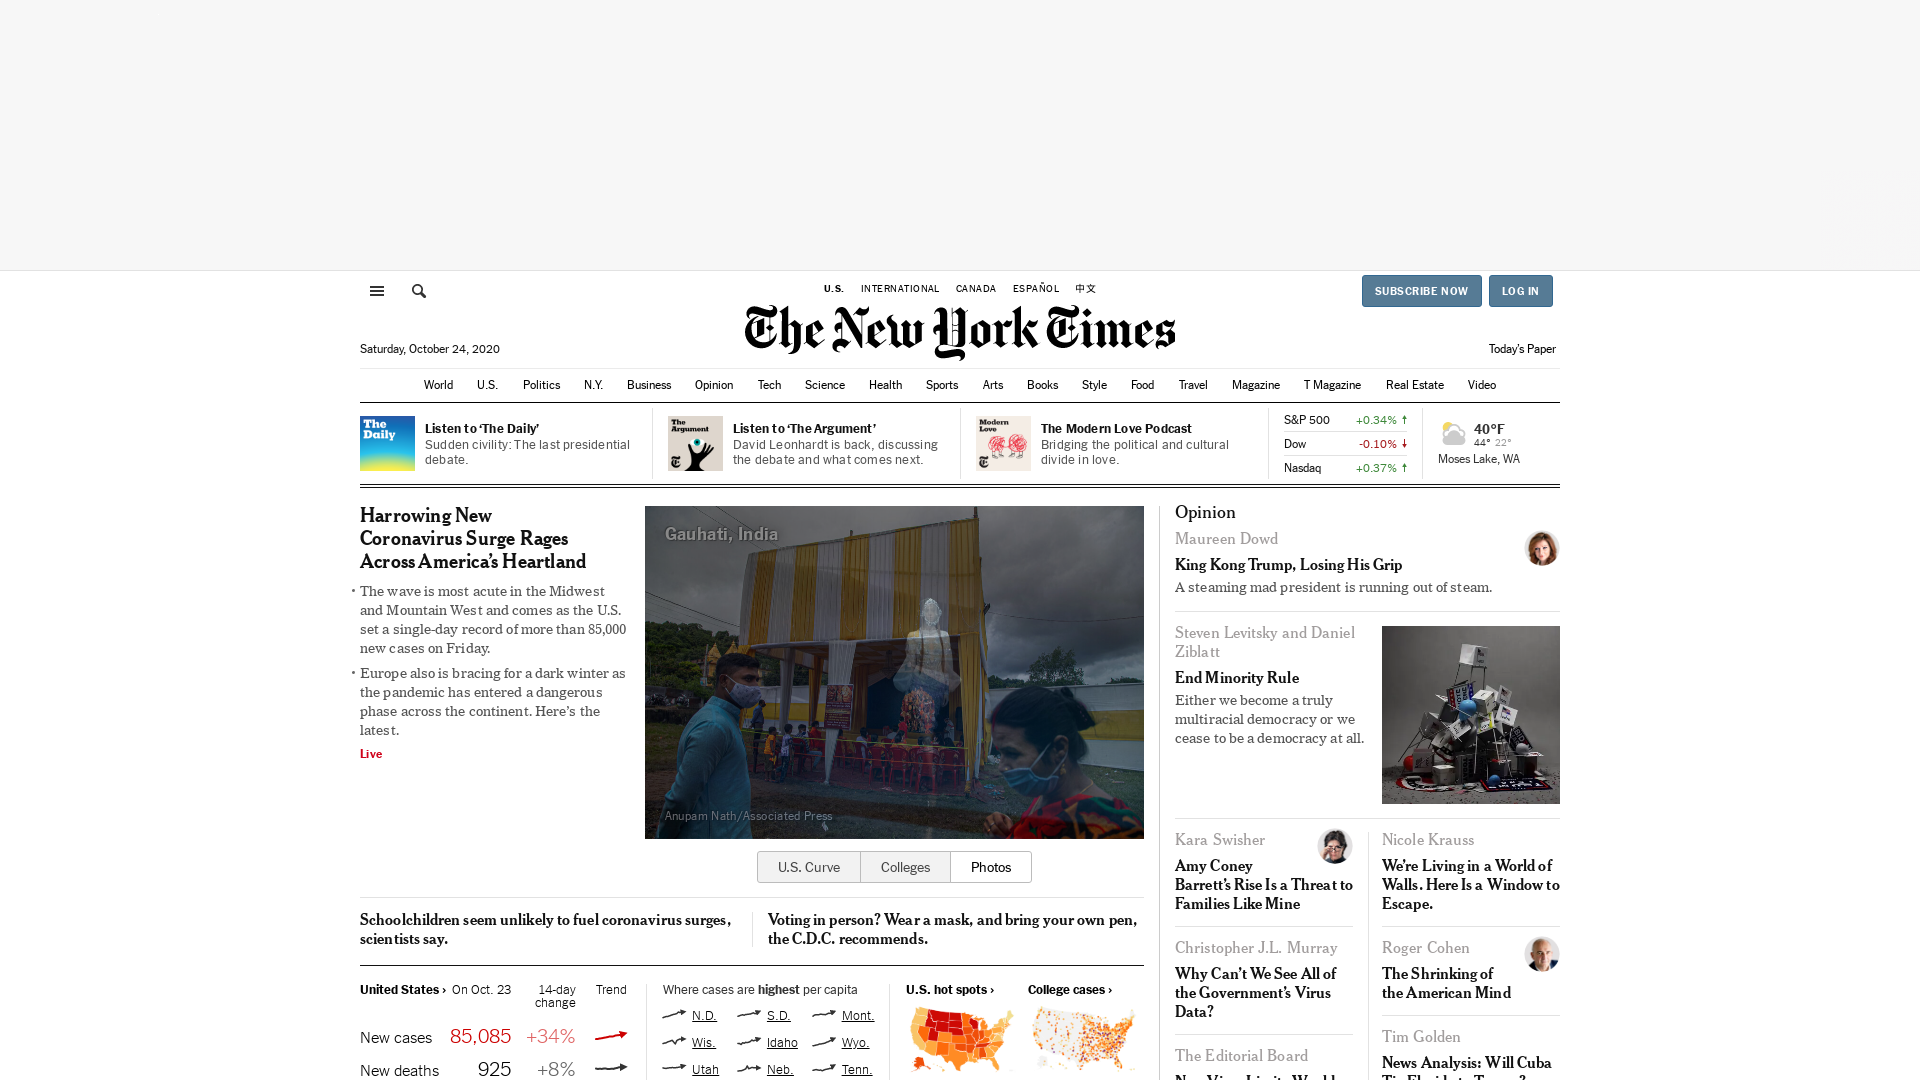 U.S. INTERNATIONAL CANADA ESPAÑOL 中文
SUBSCRIBE NOW LOG IN
The New York Times
Saturday, October 24, 2020
Today's Paper
World U.S. Politics N.Y. Business Opinion Tech Science Health Sports Arts Books Style Food Travel Magazine T Magazine Real Estate Video
The Daily
Listen to ‘The Daily’
Sudden civility: The last presidential
debate.
The Argument
Listen to ‘The Argument’
David Leonhardt is back, discussing
the debate and what comes next.
Modern Love
The Modern Love Podcast
Bridging the political and cultural
divide in love.
S&P 500 +0.34%
Dow -0.10%
Nasdaq +0.37%
40°F
44° 22°
Moses Lake, WA
Harrowing New
Coronavirus Surge Rages
Across America’s Heartland
• The wave is most acute in the Midwest
and Mountain West and comes as the U.S.
set a single-day record of more than 85,000
new cases on Friday.
• Europe also is bracing for a dark winter as
the pandemic has entered a dangerous
phase across the continent. Here’s the
latest.
Live
Gauhati, India
Anupam Nath/Associated Press
U.S. Curve Colleges Photos
Schoolchildren seem unlikely to fuel coronavirus surges,
scientists say.
Voting in person? Wear a mask, and bring your own pen,
the C.D.C. recommends.
United States › On Oct. 23 14-day change Trend
New cases 85,085 +34%
New deaths 925 +8%
Where cases are highest per capita
N.D. S.D. Mont.
Wis. Idaho Wyo.
Utah Neb. Tenn.
U.S. hot spots ›
College cases ›
Opinion
Maureen Dowd
King Kong Trump, Losing His Grip
A steaming mad president is running out of steam.
Steven Levitsky and Daniel
Ziblatt
End Minority Rule
Either we become a truly
multiracial democracy or we
cease to be a democracy at all.
Kara Swisher
Amy Coney
Barrett’s Rise Is a Threat to
Families Like Mine
Nicole Krauss
We’re Living in a World of
Walls. Here Is a Window to
Escape.
Christopher J.L. Murray
Why Can’t We See All of
the Government’s Virus
Data?
Roger Cohen
The Shrinking of
the American Mind
The Editorial Board
Tim Golden
News Analysis: Will Cuba